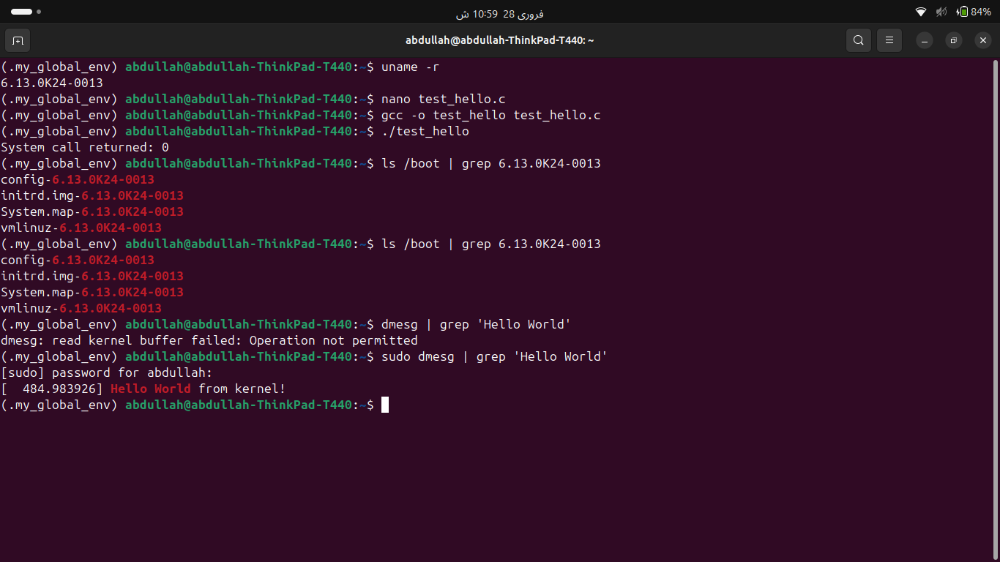 فروری 28  10:59 ش
84%
abdullah@abdullah-ThinkPad-T440: ~
(.my_global_env) abdullah@abdullah-ThinkPad-T440:~$ uname -r
6.13.0K24-0013
(.my_global_env) abdullah@abdullah-ThinkPad-T440:~$ nano test_hello.c
(.my_global_env) abdullah@abdullah-ThinkPad-T440:~$ gcc -o test_hello test_hello.c
(.my_global_env) abdullah@abdullah-ThinkPad-T440:~$ ./test_hello
System call returned: 0
(.my_global_env) abdullah@abdullah-ThinkPad-T440:~$ ls /boot | grep 6.13.0K24-0013
config-6.13.0K24-0013
initrd.img-6.13.0K24-0013
System.map-6.13.0K24-0013
vmlinuz-6.13.0K24-0013
(.my_global_env) abdullah@abdullah-ThinkPad-T440:~$ ls /boot | grep 6.13.0K24-0013
config-6.13.0K24-0013
initrd.img-6.13.0K24-0013
System.map-6.13.0K24-0013
vmlinuz-6.13.0K24-0013
(.my_global_env) abdullah@abdullah-ThinkPad-T440:~$ dmesg | grep 'Hello World'
dmesg: read kernel buffer failed: Operation not permitted
(.my_global_env) abdullah@abdullah-ThinkPad-T440:~$ sudo dmesg | grep 'Hello World'
[sudo] password for abdullah:
[  484.983926] Hello World from kernel!
(.my_global_env) abdullah@abdullah-ThinkPad-T440:~$